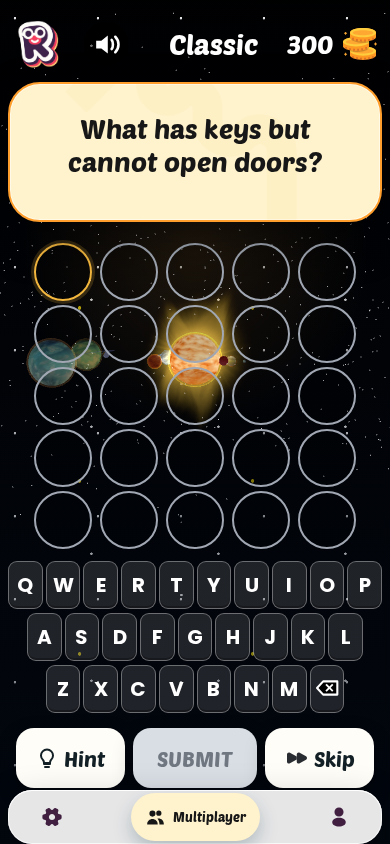 R
Classic
300
What has keys but
cannot open doors?
Q W E R T Y U I O P
A S D F G H J K L
Z X C V B N M
Hint
SUBMIT
Skip
Multiplayer